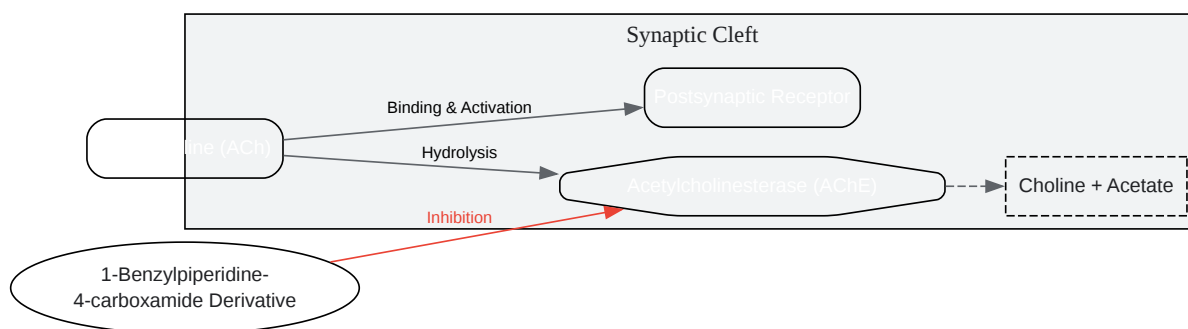 Synaptic Cleft
Postsynaptic Receptor
Binding & Activation
line (ACh)
Hydrolysis
Acetylcholinesterase (AChE)
Choline + Acetate
Inhibition
1-Benzylpiperidine-
4-carboxamide Derivative